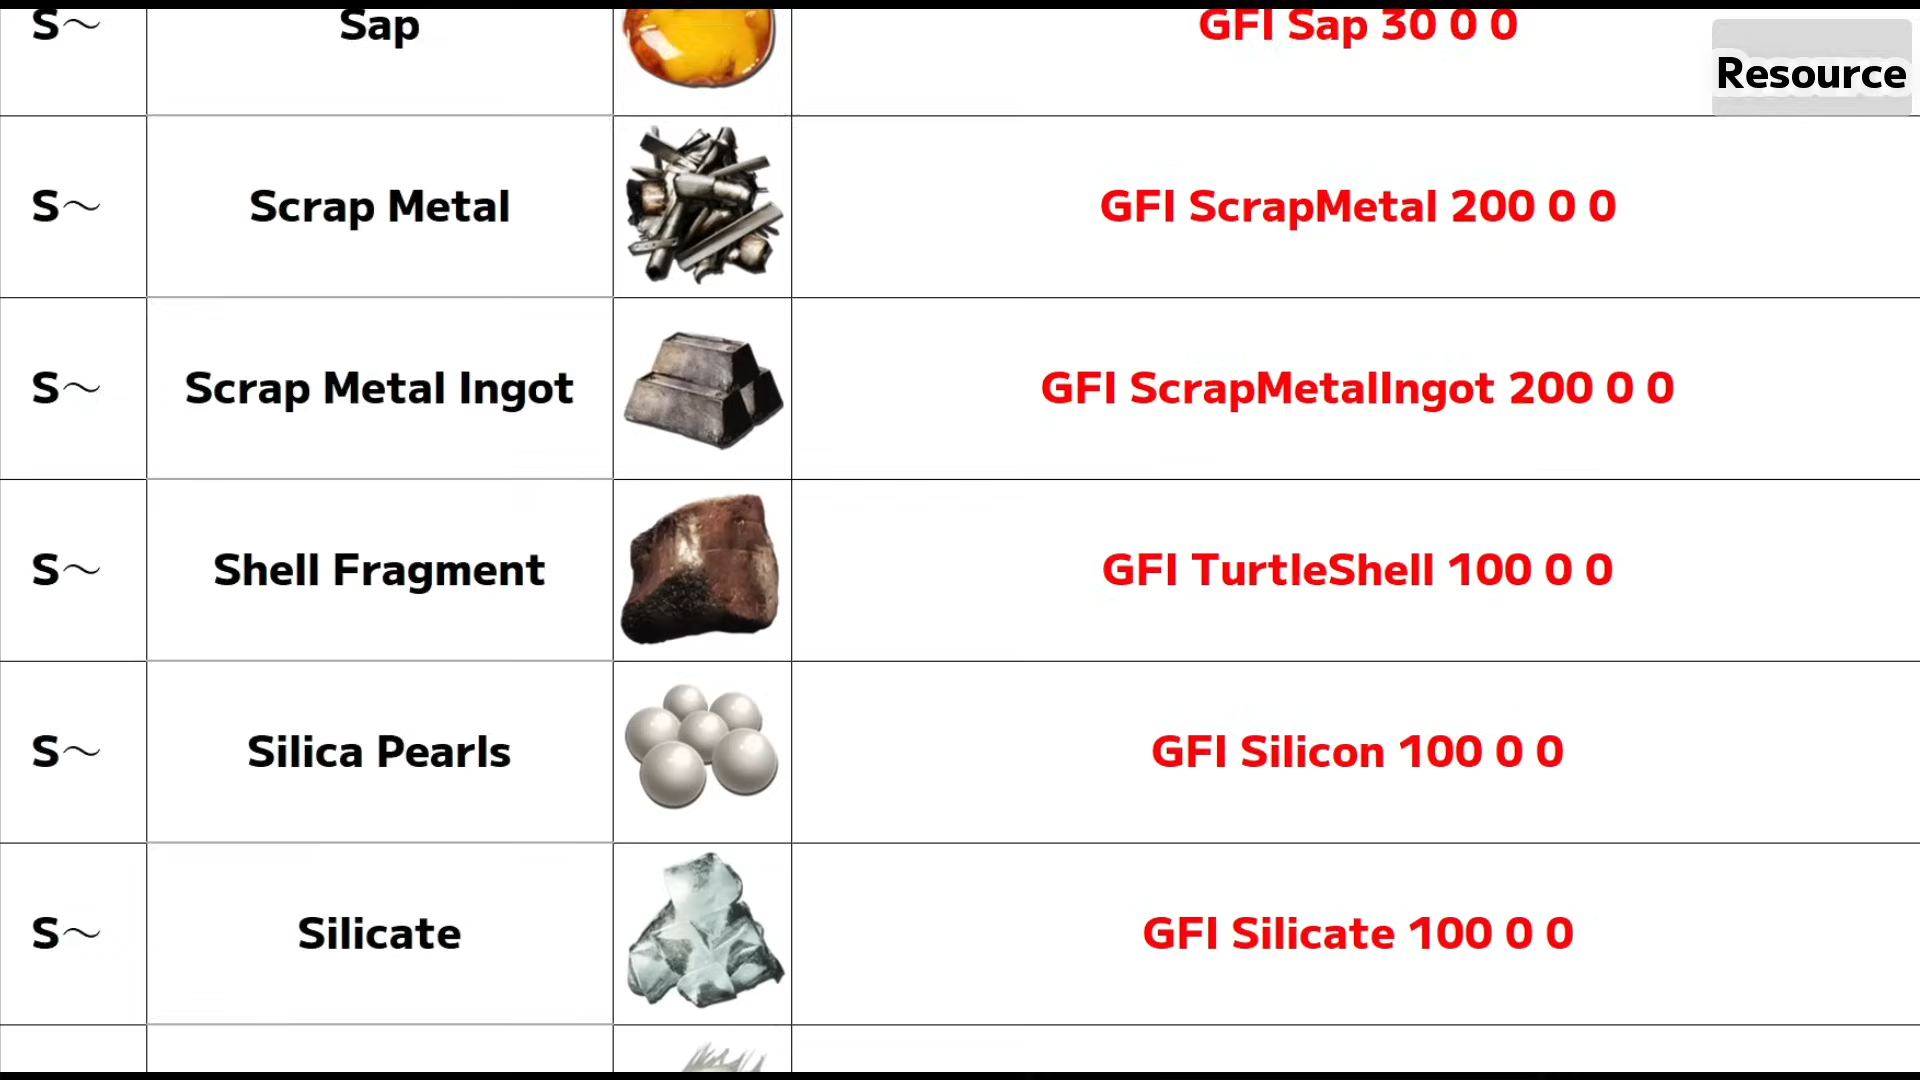 S～ Sap GFI Sap 30 0 0
Resource
S～ Scrap Metal GFI ScrapMetal 200 0 0
S～ Scrap Metal Ingot GFI ScrapMetalIngot 200 0 0
S～ Shell Fragment GFI TurtleShell 100 0 0
S～ Silica Pearls GFI Silicon 100 0 0
S～ Silicate GFI Silicate 100 0 0